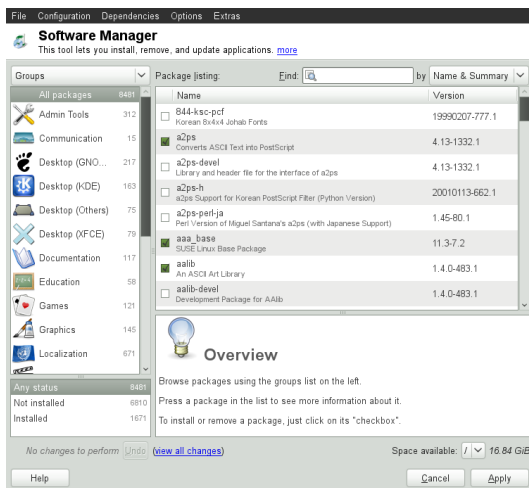 File Configuration Dependencies Options Extras
Software Manager
This tool lets you install, remove, and update applications. more
Groups
Package listing: Find: by Name & Summary
All packages 8481
Admin Tools 312
Communication 15
Desktop (GNO... 217
Desktop (KDE) 163
Desktop (Others) 75
Desktop (XFCE) 79
Documentation 117
Education 58
Games 121
Graphics 145
Localization 671
Any status 8481
Not installed 6810
Installed 1671
Name Version
844-ksc-pcf 19990207-777.1
Korean 8x4x4 Johab Fonts
a2ps 4.13-1332.1
Converts ASCII Text into PostScript
a2ps-devel 4.13-1332.1
Library and header file for the interface of a2ps
a2ps-h 20010113-662.1
a2ps Support for Korean PostScript Filter (Python Version)
a2ps-perl-ja 1.45-80.1
Perl Version of Miguel Santana's a2ps (with Japanese Support)
aaa_base 11.3-7.2
SUSE Linux Base Package
aalib 1.4.0-483.1
An ASCII Art Library
aalib-devel 1.4.0-483.1
Development Package for AAlib
Overview
Browse packages using the groups list on the left.
Press a package in the list to see more information about it.
To install or remove a package, just click on its "checkbox".
No changes to perform Undo (view all changes) Space available: / 16.84 GiB
Help Cancel Apply